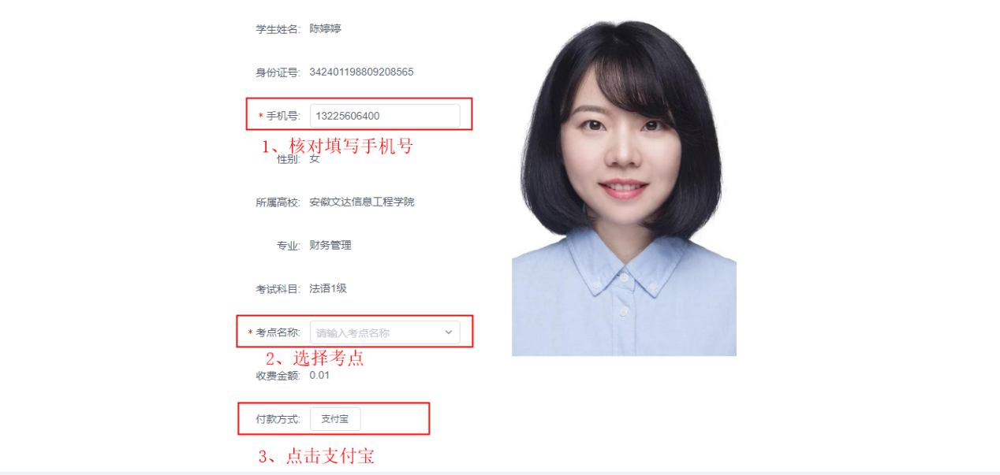 学生姓名: 陈婷婷
身份证号: 342401198809208565
* 手机号: 13225606400
1、核对填写手机号
性别: 女
所属高校: 安徽文达信息工程学院
专业: 财务管理
考试科目: 法语1级
* 考点名称: 请输入考点名称
2、选择考点
收费金额: 0.01
付款方式: 支付宝
3、点击支付宝